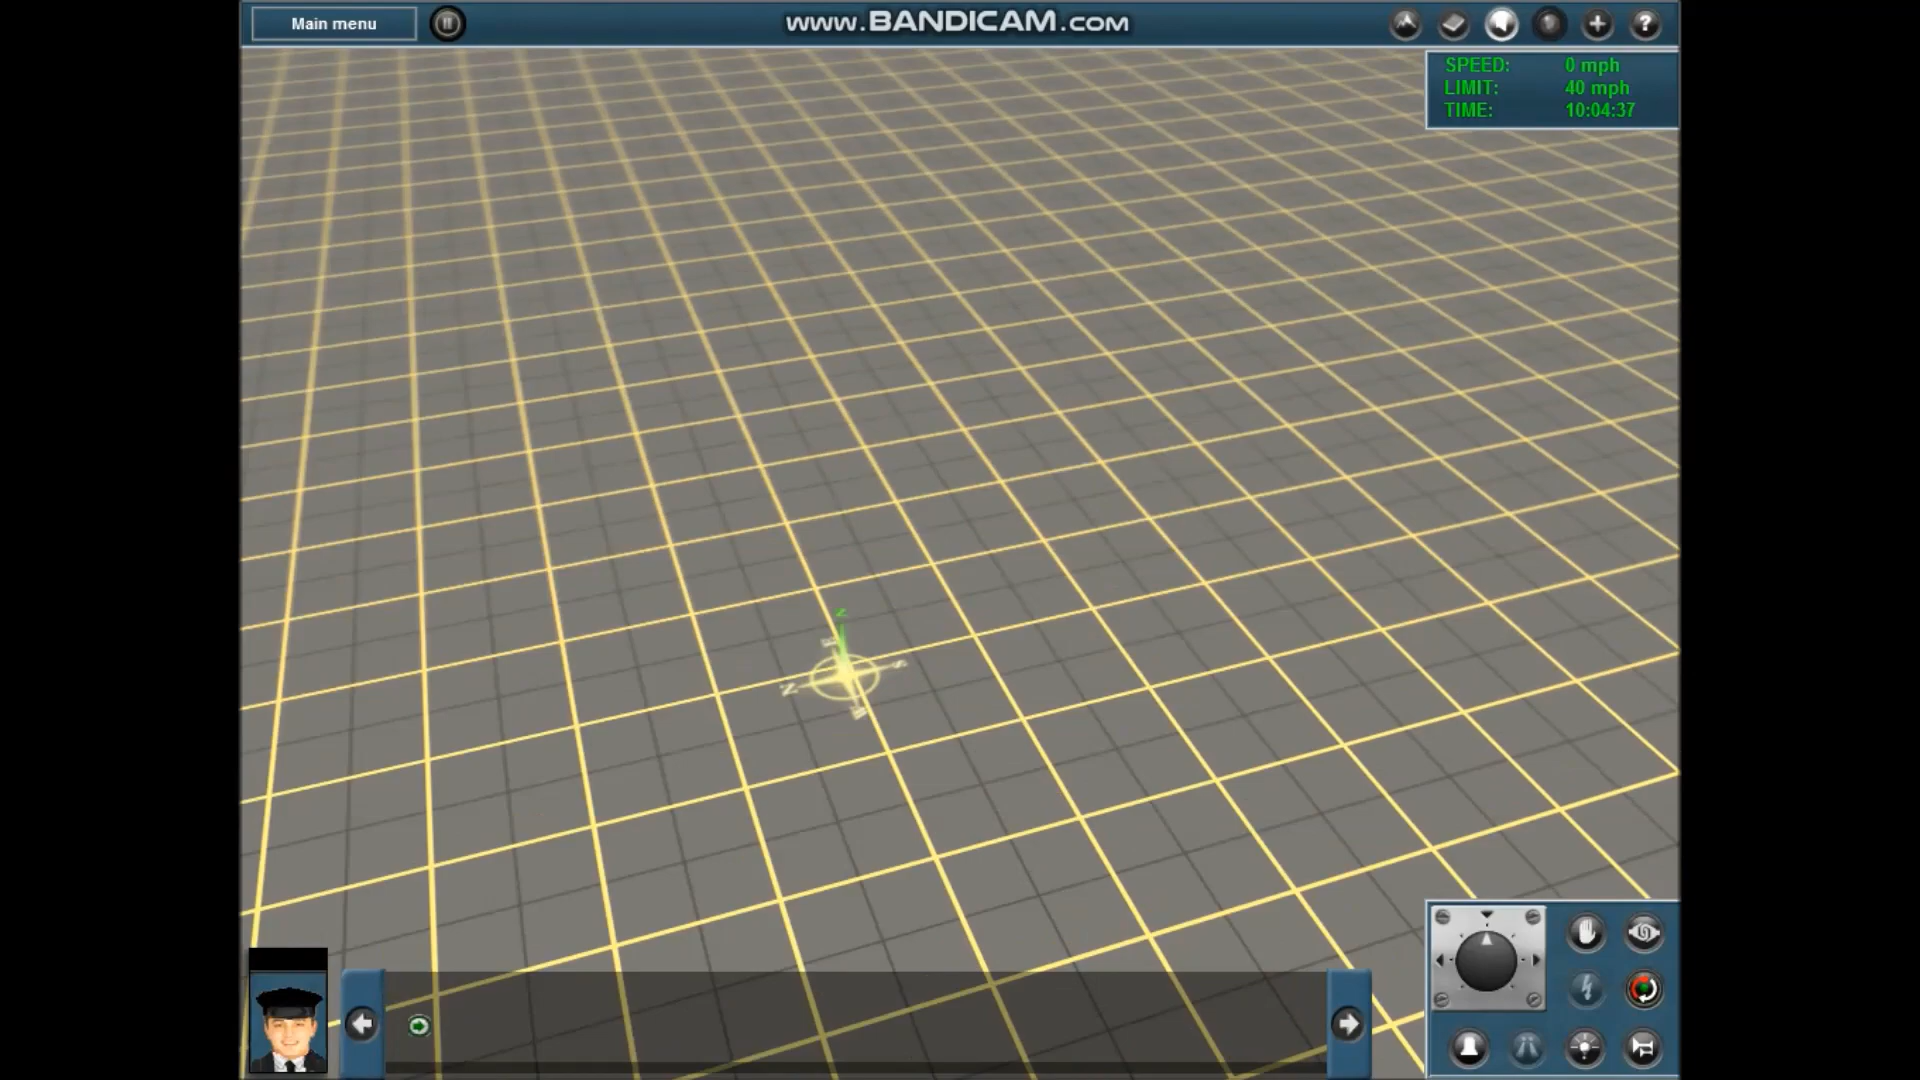 Main menu
www.BANDICAM.com
?
SPEED: 0 mph
LIMIT: 40 mph
TIME: 10:04:37
N
E
S
N
W